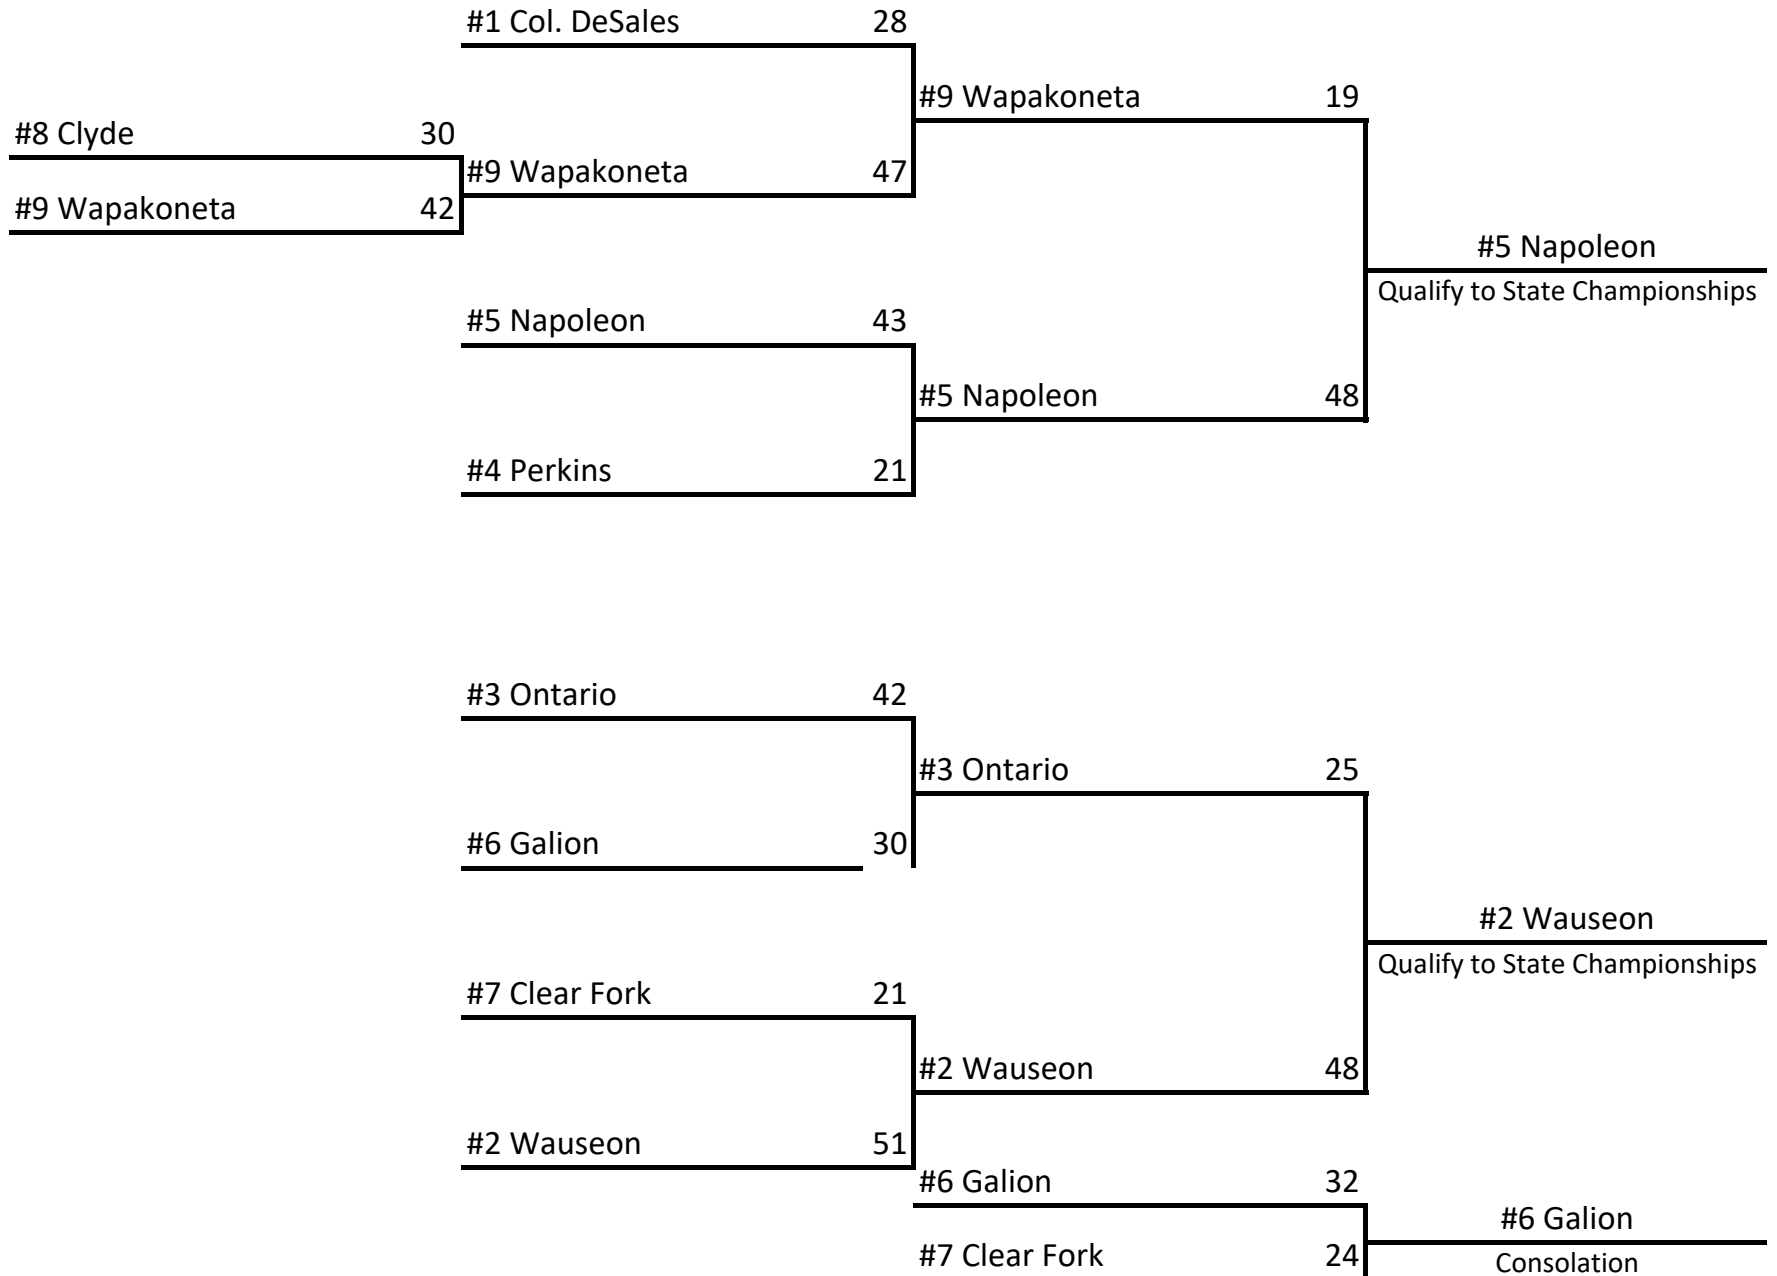 #1 Col. DeSales 28
#9 Wapakoneta 19
#8 Clyde 30
#9 Wapakoneta 47
#9 Wapakoneta 42
#5 Napoleon
Qualify to State Championships
#5 Napoleon 43
#5 Napoleon 48
#4 Perkins 21
#3 Ontario 42
#3 Ontario 25
#6 Galion 30
#2 Wauseon
Qualify to State Championships
#7 Clear Fork 21
#2 Wauseon 48
#2 Wauseon 51
#6 Galion 32
#6 Galion
#7 Clear Fork 24
Consolation